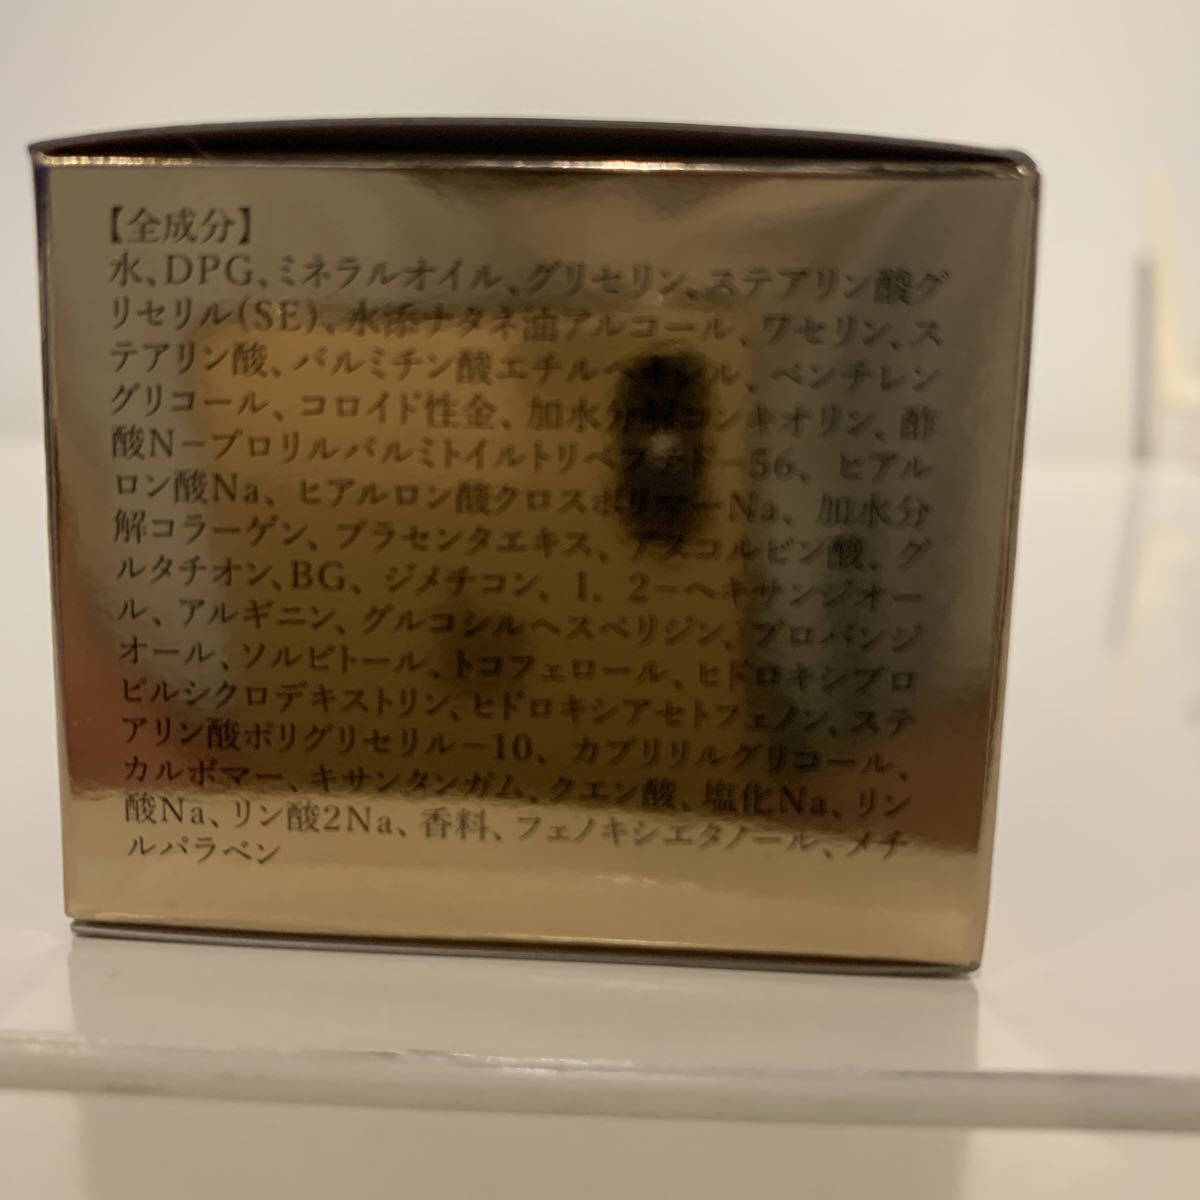 【全成分】
水、DPG、ミネラルオイル、グリセリン、ステアリン酸グ
リセリル(SE)、水添ナタネ油アルコール、ワセリン、ス
テアリン酸、パルミチン酸エチルヘキシル、ペンチレン
グリコール、コロイド性金、加水分解コンキオリン、酢
酸N－プロリルパルミトイルトリペプチド－56、ヒアル
ロン酸Na、ヒアルロン酸クロスポリマーNa、加水分
解コラーゲン、プラセンタエキス、アスコルビン酸、グ
ルタチオン、BG、ジメチコン、1，2－ヘキサンジオー
ル、アルギニン、グルコシルヘスペリジン、プロパンジ
オール、ソルビトール、トコフェロール、ヒドロキシプロ
ピルシクロデキストリン、ヒドロキシアセトフェノン、ステ
アリン酸ポリグリセリル－10、カプリリルグリコール、
カルボマー、キサンタンガム、クエン酸、塩化Na、リン
酸Na、リン酸2Na、香料、フェノキシエタノール、メチ
ルパラベン